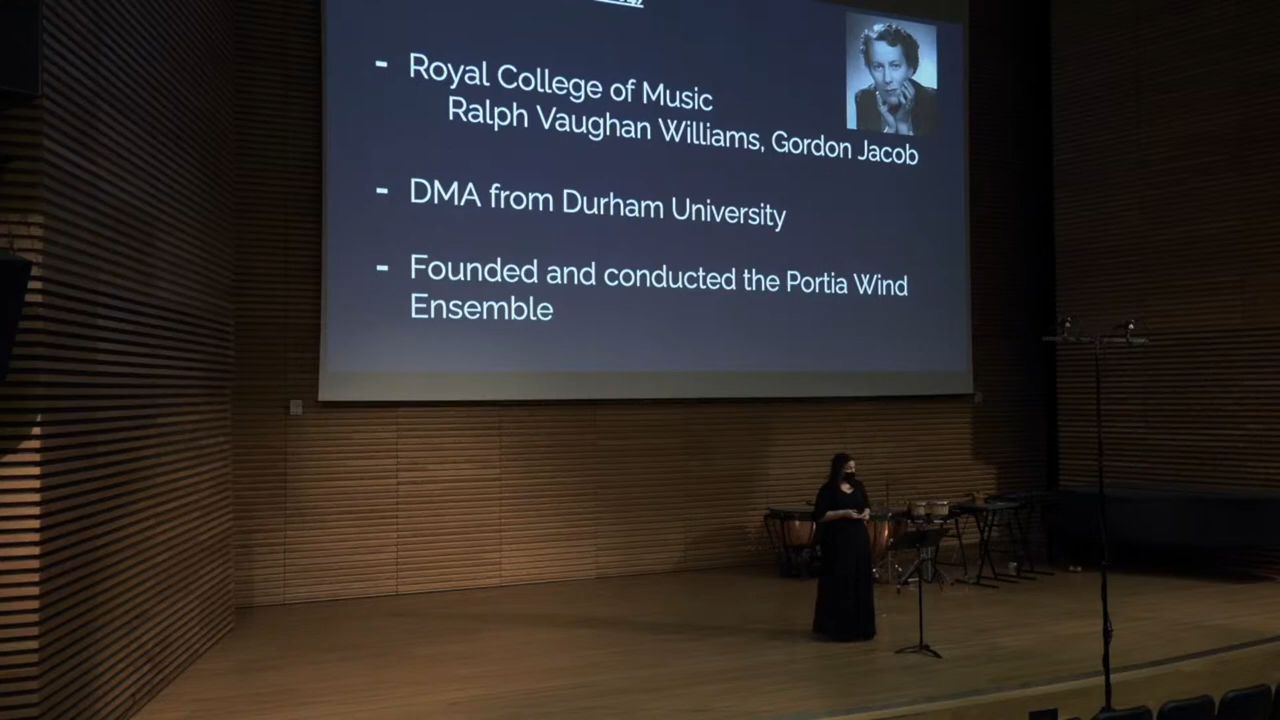 - Royal College of Music
Ralph Vaughan Williams, Gordon Jacob
- DMA from Durham University
- Founded and conducted the Portia Wind
Ensemble